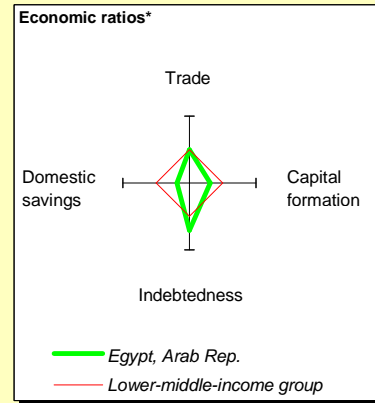 Economic ratios*
Trade
Domestic
savings
Capital
formation
Indebtedness
Egypt, Arab Rep.
Lower-middle-income group